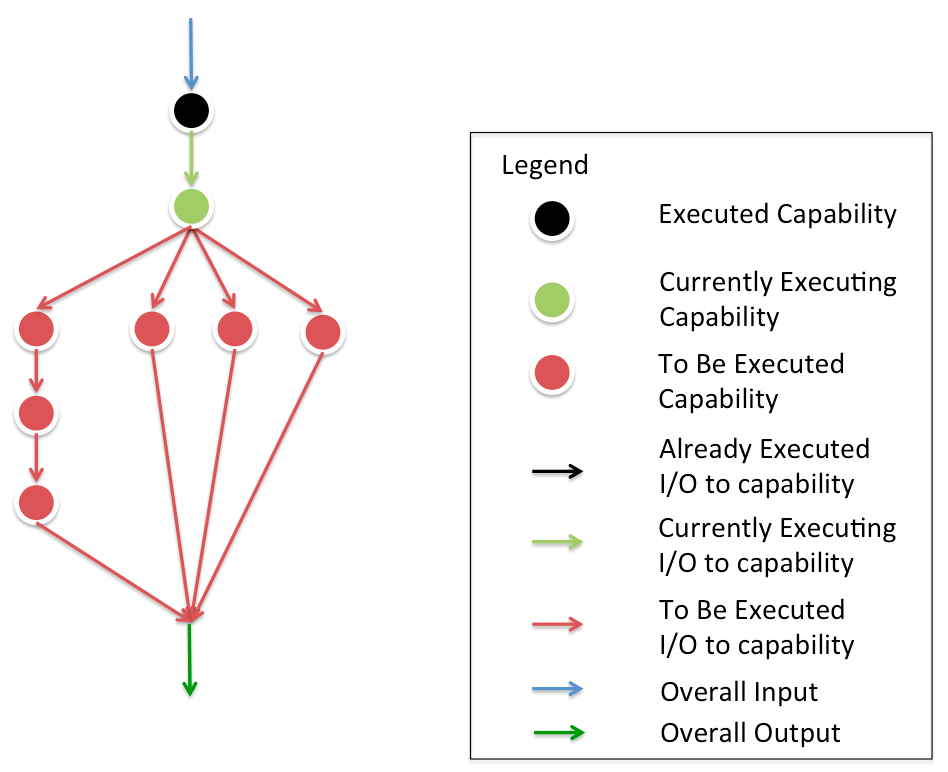 Legend
Executed Capability
Currently Executing
Capability
To Be Executed
Capability
Already Executed
I/O to capability
Currently Executing
I/O to capability
To Be Executed
I/O to capability
Overall Input
Overall Output